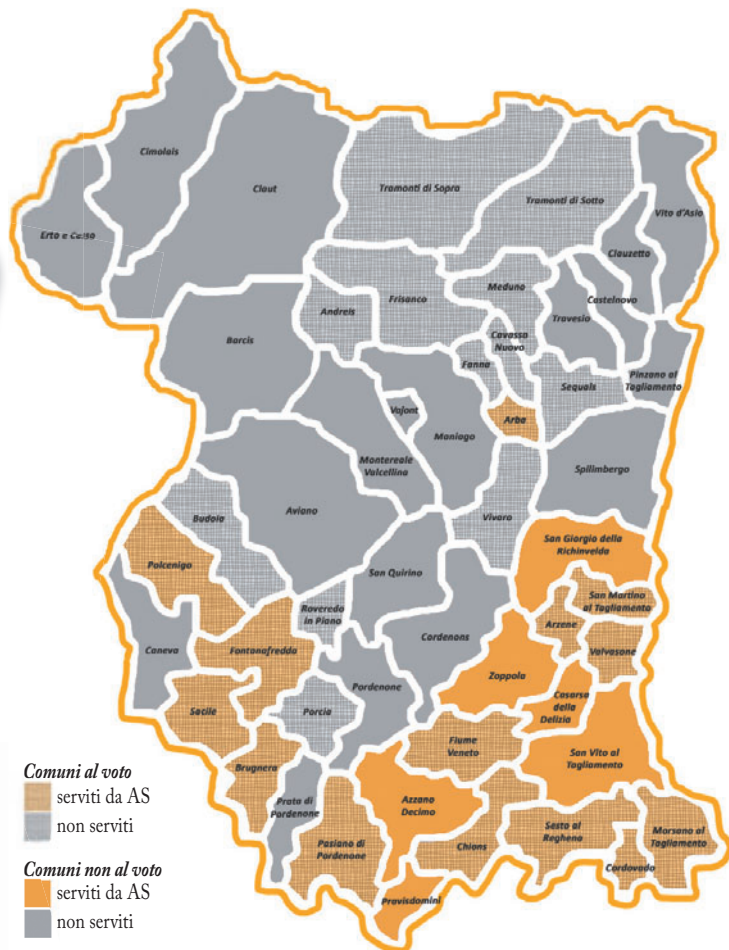 Cimolais
Claut
Tramonti di Sopra
Tramonti di Sotto
Vito d'Asio
Erto e Casso
Clauzetto
Castelnovo
Meduno
Frisanco
Andreis
Travesio
Cavasso
Nuovo
Barcis
Fanna
Sequals
Pinzano al
Tagliamento
Vajont
Arba
Maniago
Montereale
Valcellina
Spilimbergo
Aviano
Budoia
Vivaro
San Giorgio della
Richinvelda
Polcenigo
San Quirino
San Martino
al Tagliamento
Roveredo
in Piano
Arzene
Cordenons
Caneva
Fontanafredda
Valvasone
Zoppola
Pordenone
Casarsa
della
Delizia
Sacile
Porcia
Fiume
Veneto
San Vito al
Tagliamento
Brugnera
Prata di
Pordenone
Azzano
Decimo
Pasiano di
Pordenone
Chions
Sesto al
Reghena
Morsano al
Tagliamento
Cordovado
Pravisdomini
Comuni al voto
serviti da AS
non serviti
Comuni non al voto
serviti da AS
non serviti